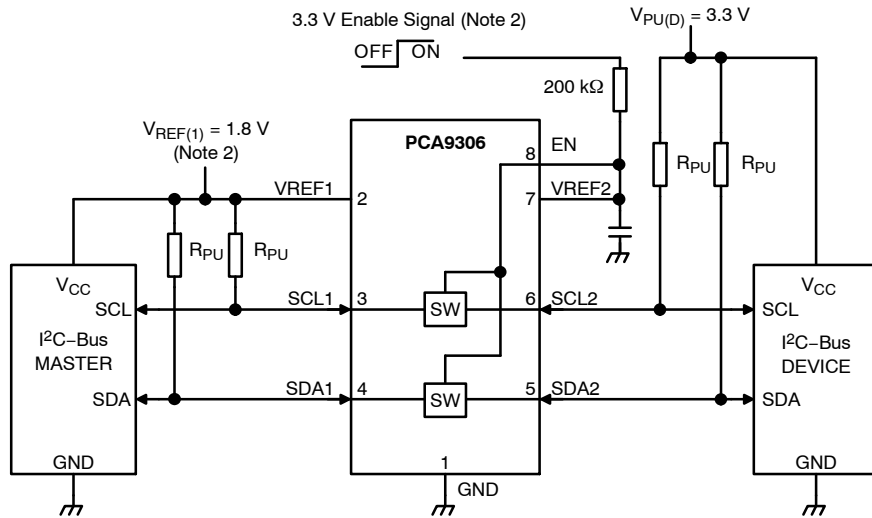 3.3 V Enable Signal (Note 2)
OFF ON
V_PU(D) = 3.3 V
200 kΩ
V_REF(1) = 1.8 V
(Note 2)
PCA9306
8 EN
R_PU R_PU
VREF1 2
7 VREF2
R_PU R_PU
V_CC
V_CC
SCL SCL1 3 SW 6 SCL2 SCL
I²C–Bus
MASTER
I²C–Bus
DEVICE
SDA SDA1 4 SW 5 SDA2 SDA
GND
1
GND
GND